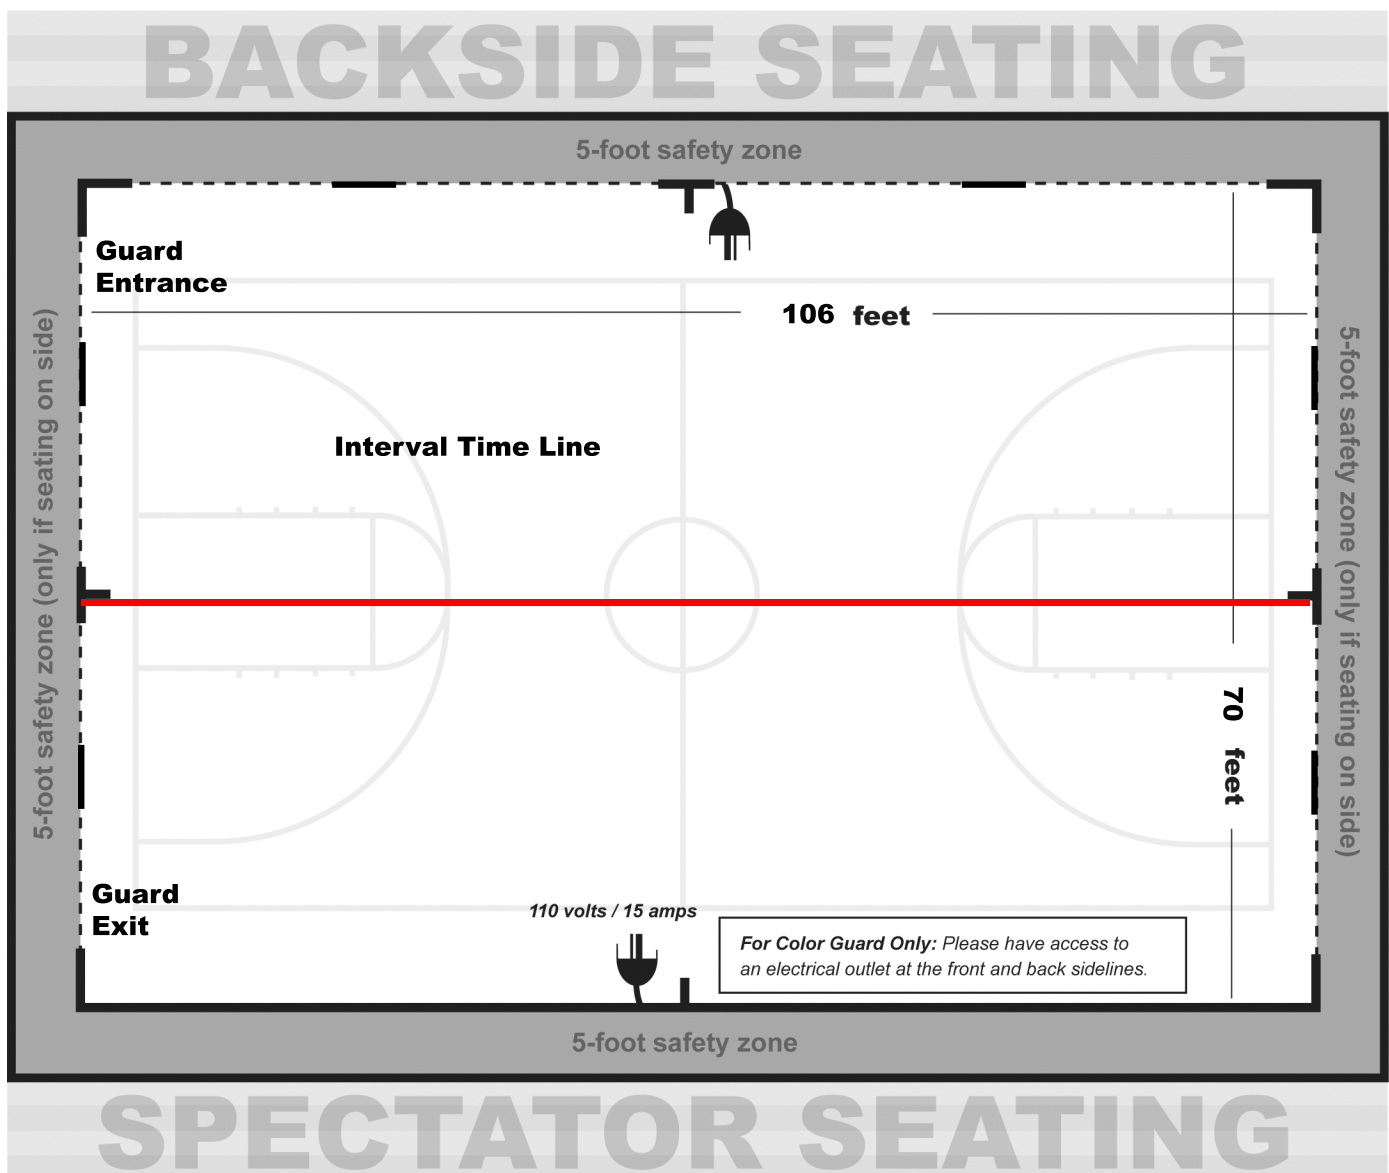 BACKSIDE SEATING
5-foot safety zone
Guard
Entrance
106 feet
5-foot safety zone (only if seating on side)
5-foot safety zone (only if seating on side)
Interval Time Line
70 feet
Guard
Exit
110 volts / 15 amps
For Color Guard Only: Please have access to
an electrical outlet at the front and back sidelines.
5-foot safety zone
SPECTATOR SEATING